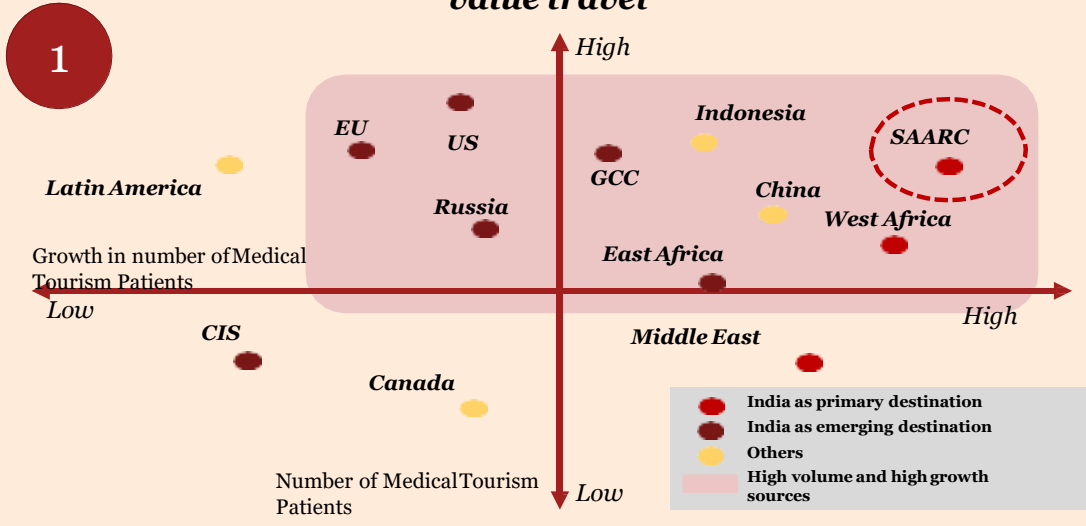 value travel
1
High
Indonesia
EU
SAARC
US
GCC
Latin America
China
Russia
West Africa
East Africa
Growth in number of Medical
Tourism Patients
Low
High
CIS
Middle East
Canada
India as primary destination
India as emerging destination
Others
High volume and high growth
sources
Number of Medical Tourism
Patients
Low